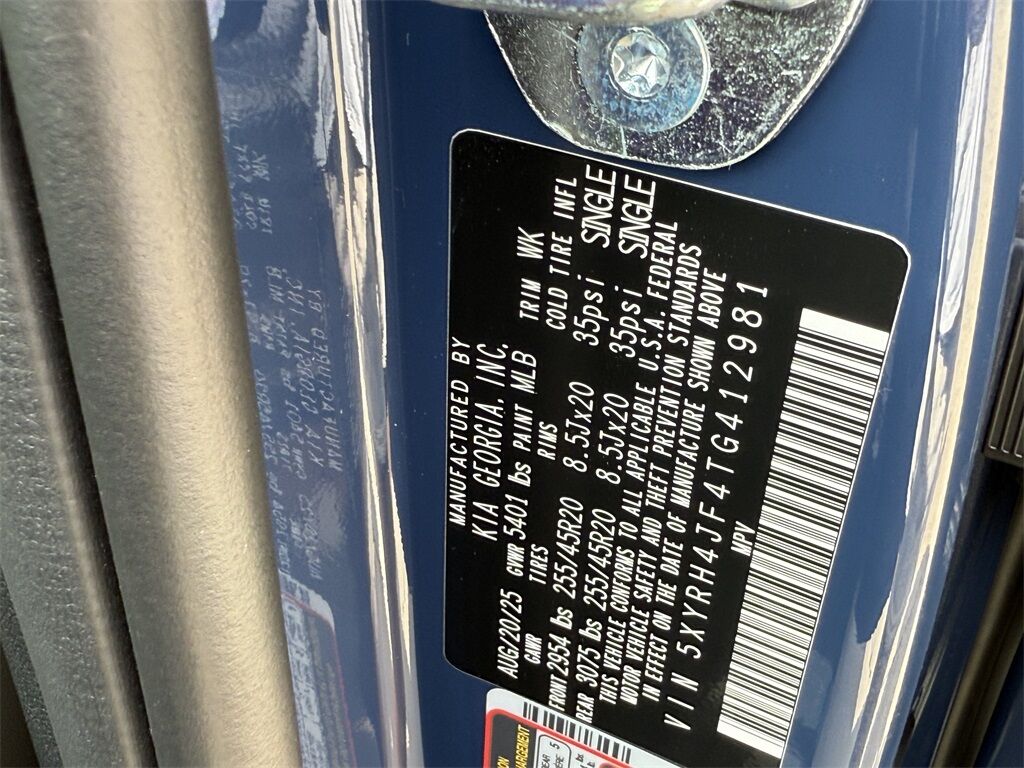 MANUFACTURED BY
KIA GEORGIA, INC.
AUG/20/25 GVWR 5401 lbs PAINT MLB TRIM WK
GAWR TIRES RIMS COLD TIRE INFL
FRONT 2954 lbs 255/45R20 8.5Jx20 35psi SINGLE
REAR 3075 lbs 255/45R20 8.5Jx20 35psi SINGLE
THIS VEHICLE CONFORMS TO ALL APPLICABLE U.S.A. FEDERAL
MOTOR VEHICLE SAFETY AND THEFT PREVENTION STANDARDS
IN EFFECT ON THE DATE OF MANUFACTURE SHOWN ABOVE
MPV
VIN 5XYRH4JF4TG412981
5